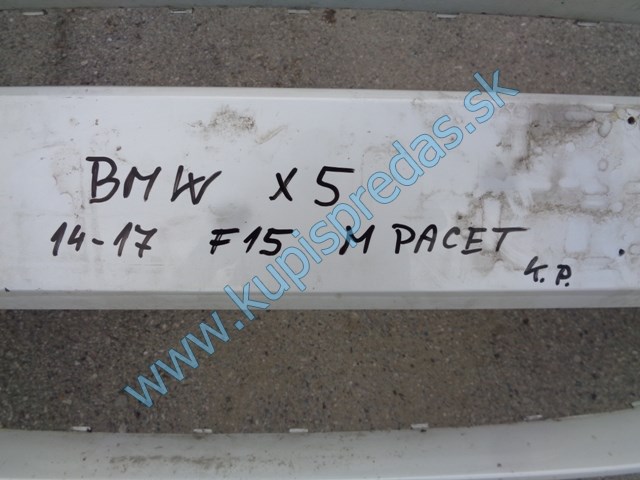 BMW X5
14-17 F15 M PACET
K.P.
www.kupispredas.sk